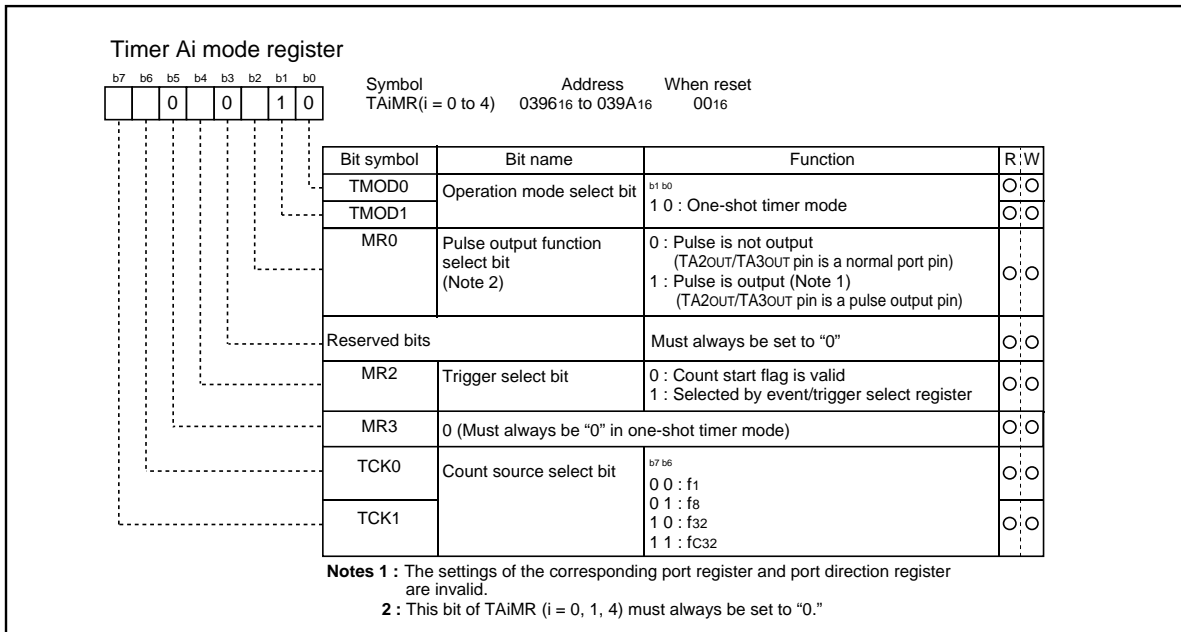 Timer Ai mode register
b7 b6 b5 b4 b3 b2 b1 b0
0 0 1 0
Symbol Address When reset
TAiMR(i = 0 to 4) 039616 to 039A16 0016
Bit symbol Bit name Function R W
TMOD0 Operation mode select bit b1 b0
TMOD1 1 0 : One-shot timer mode
MR0 Pulse output function 0 : Pulse is not output
select bit (TA2OUT/TA3OUT pin is a normal port pin)
(Note 2) 1 : Pulse is output (Note 1)
(TA2OUT/TA3OUT pin is a pulse output pin)
Reserved bits Must always be set to “0”
MR2 Trigger select bit 0 : Count start flag is valid
1 : Selected by event/trigger select register
MR3 0 (Must always be “0” in one-shot timer mode)
TCK0 Count source select bit b7 b6
0 0 : f1
0 1 : f8
TCK1 1 0 : f32
1 1 : fC32
Notes 1 : The settings of the corresponding port register and port direction register
are invalid.
2 : This bit of TAiMR (i = 0, 1, 4) must always be set to “0.”